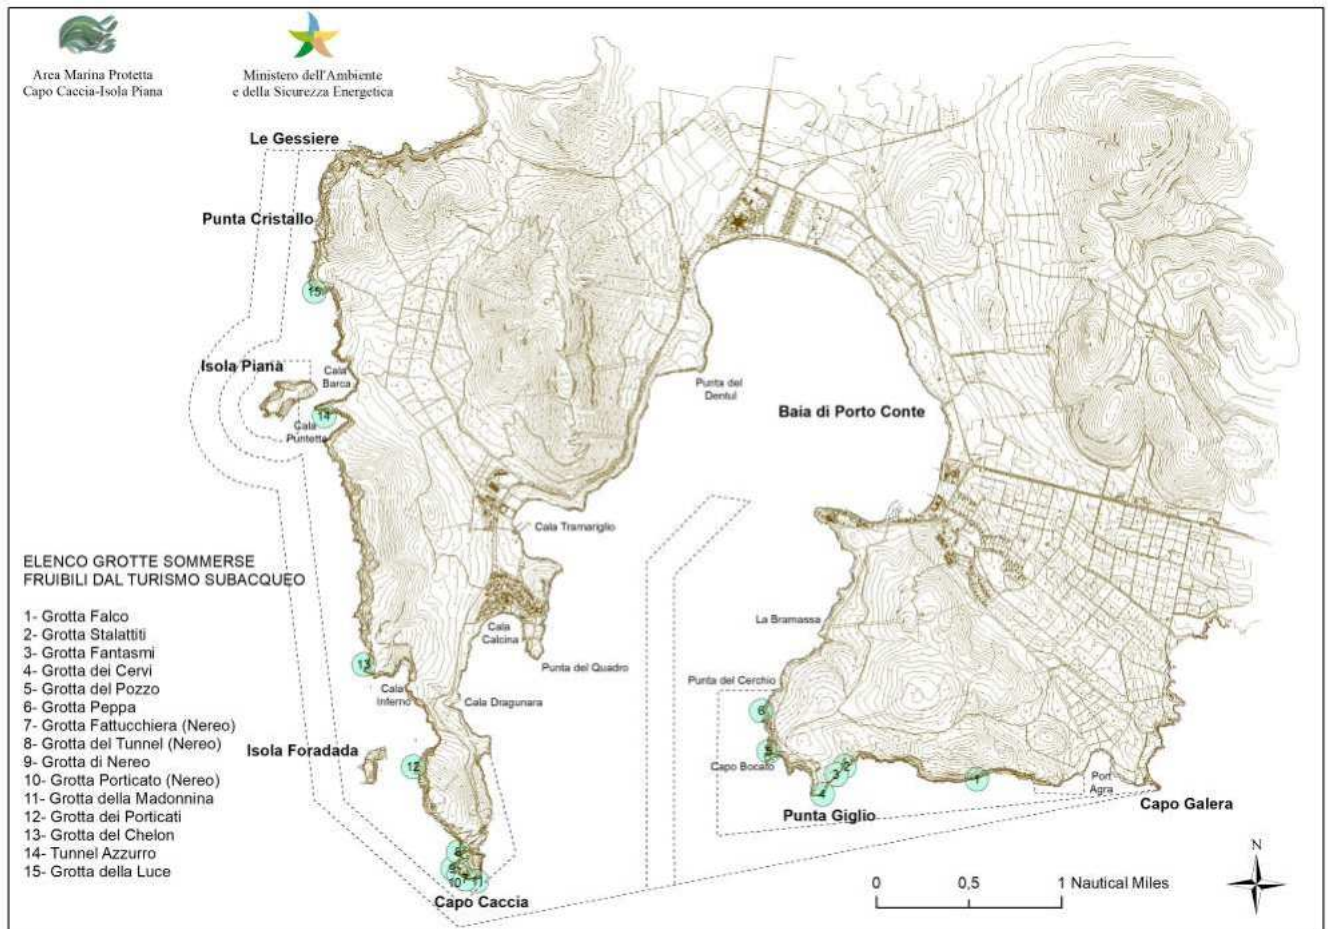 Area Marina Protetta
Capo Caccia-Isola Piana
Ministero dell'Ambiente
e della Sicurezza Energetica
Le Gessiere
Punta Cristallo
15
Isola Piana
Cala
Barca
14
Cala
Puntetta
Punta del
Dentul
Baia di Porto Conte
Cala Tramariglio
ELENCO GROTTE SOMMERSE
FRUIBILI DAL TURISMO SUBACQUEO
1- Grotta Falco
2- Grotta Stalattiti
3- Grotta Fantasmi
4- Grotta dei Cervi
5- Grotta del Pozzo
6- Grotta Peppa
7- Grotta Fattucchiera (Nereo)
8- Grotta del Tunnel (Nereo)
9- Grotta di Nereo
10- Grotta Porticato (Nereo)
11- Grotta della Madonnina
12- Grotta dei Porticati
13- Grotta del Chelon
14- Tunnel Azzurro
15- Grotta della Luce
Cala
Calcina
La Bramassa
13
Punta del Quadro
Cala
Inferno
Punta del Cerchio
Cala Dragunara
6
Isola Foradada
12
5
Capo Bocato
2
3
1
4
Port
Agra
Punta Giglio
Capo Galera
8
9
7
10
11
Capo Caccia
N
0
0,5
1 Nautical Miles